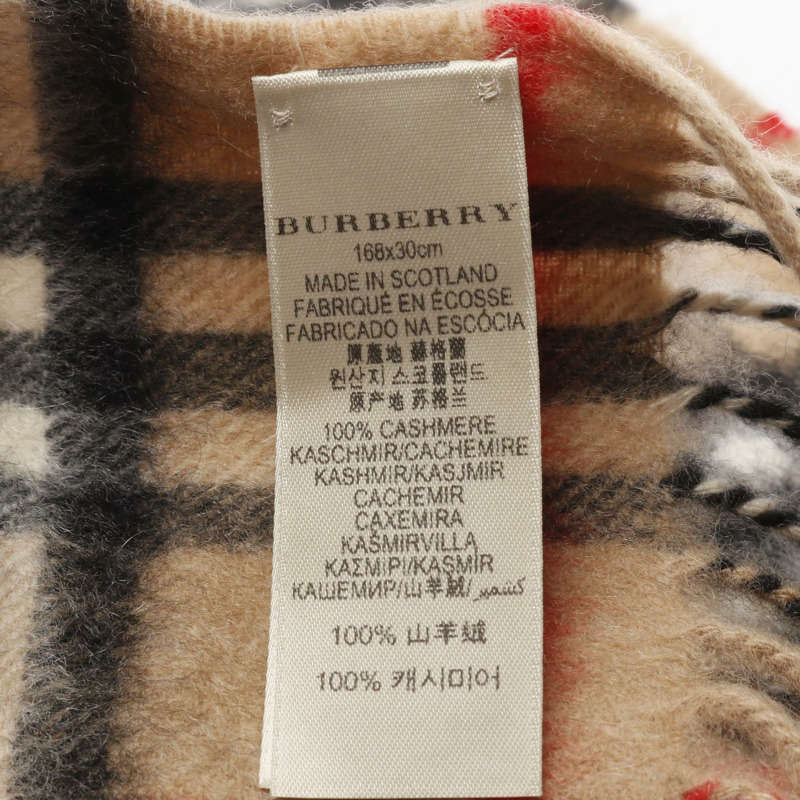 BURBERRY
168x30cm
MADE IN SCOTLAND
FABRIQUÉ EN ÉCOSSE
FABRICADO NA ESCÓCIA
原產地 蘇格蘭
원산지 스코틀랜드
原产地 苏格兰
100% CASHMERE
KASCHMIR/CACHEMIRE
KASHMIR/KASJMIR
CACHEMIR
CAXEMIRA
KAŠMIRVILLA
ΚΑΣΜΙΡΙ/KAŞMİR
КАШЕМИР/山羊絨/كشمير
100% 山羊绒
100% 캐시미어